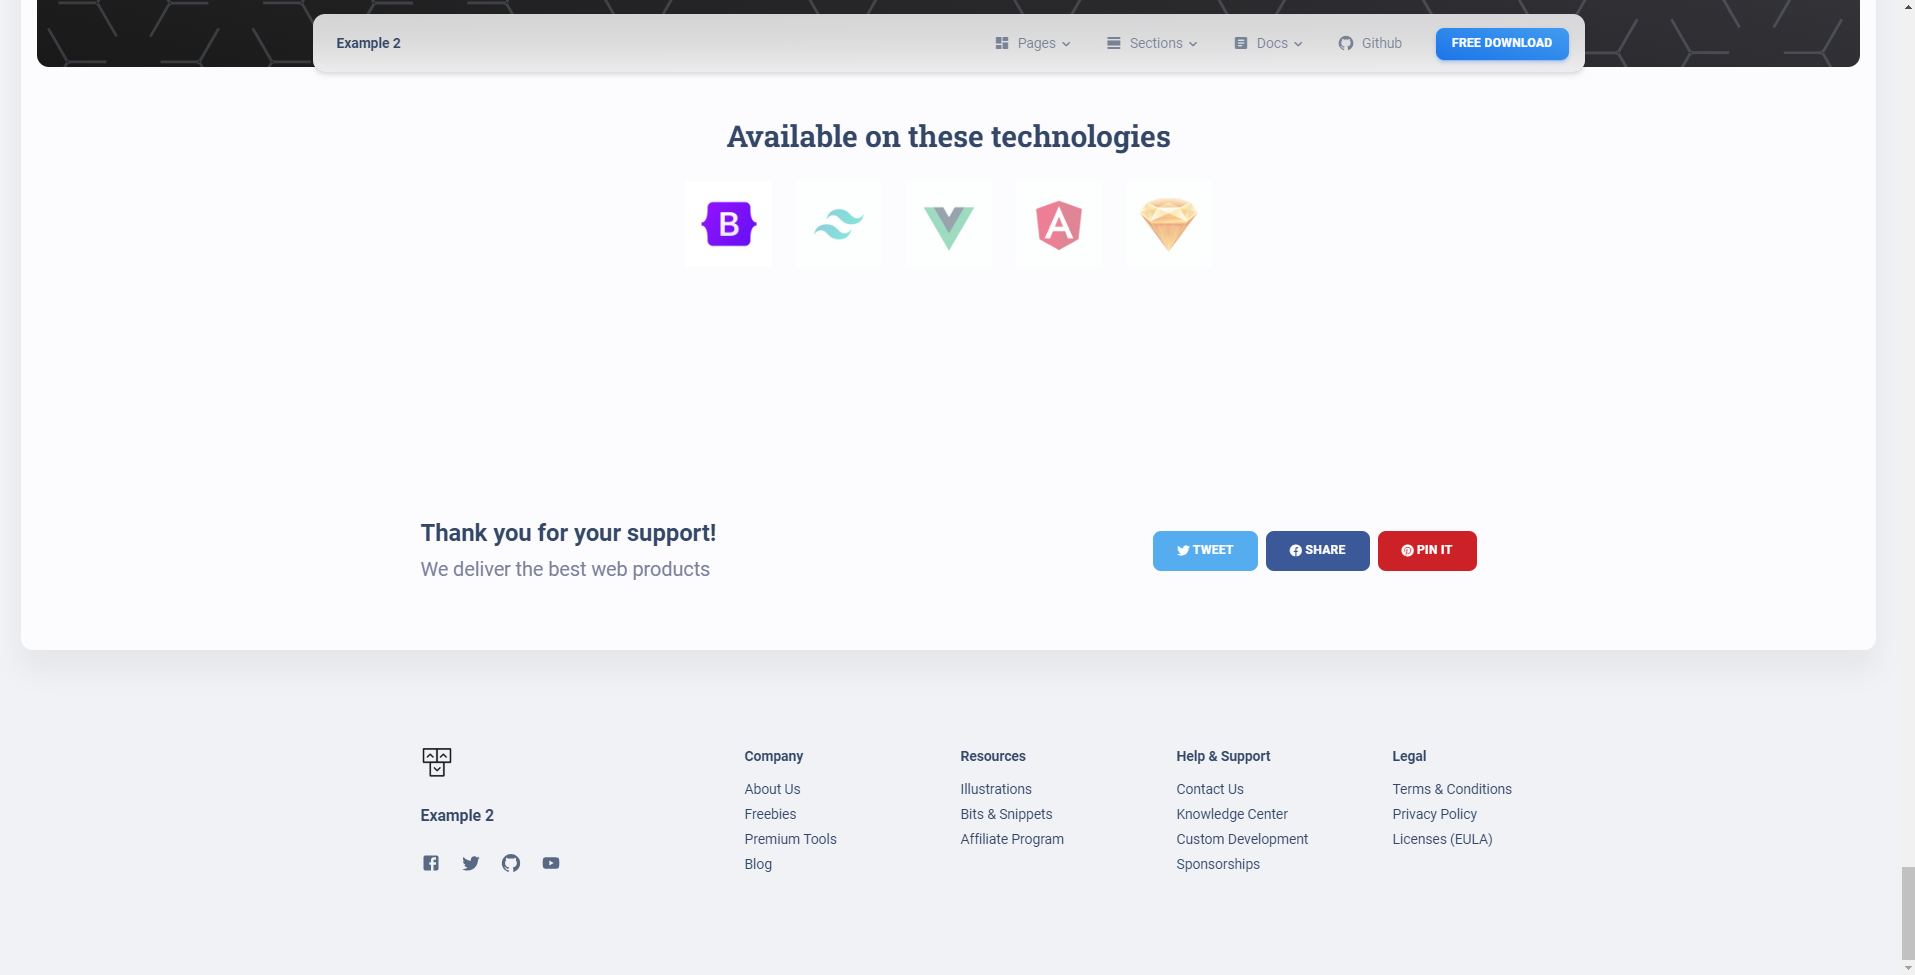 Example 2
Pages
Sections
Docs
Github
FREE DOWNLOAD
Available on these technologies
B
A
Thank you for your support!
We deliver the best web products
TWEET
SHARE
PIN IT
Example 2
Company
About Us
Freebies
Premium Tools
Blog
Resources
Illustrations
Bits & Snippets
Affiliate Program
Help & Support
Contact Us
Knowledge Center
Custom Development
Sponsorships
Legal
Terms & Conditions
Privacy Policy
Licenses (EULA)